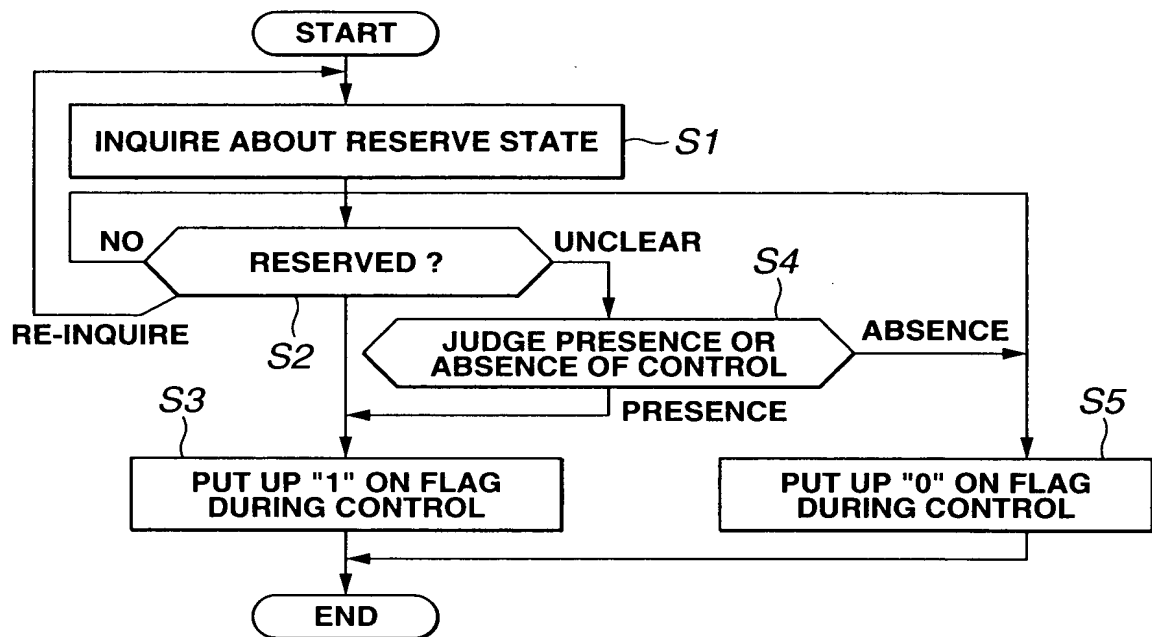 START
INQUIRE ABOUT RESERVE STATE
S1
NO
RESERVED ?
UNCLEAR
RE-INQUIRE
S2
S4
JUDGE PRESENCE OR
ABSENCE OF CONTROL
ABSENCE
PRESENCE
S3
S5
PUT UP "1" ON FLAG
DURING CONTROL
PUT UP "0" ON FLAG
DURING CONTROL
END